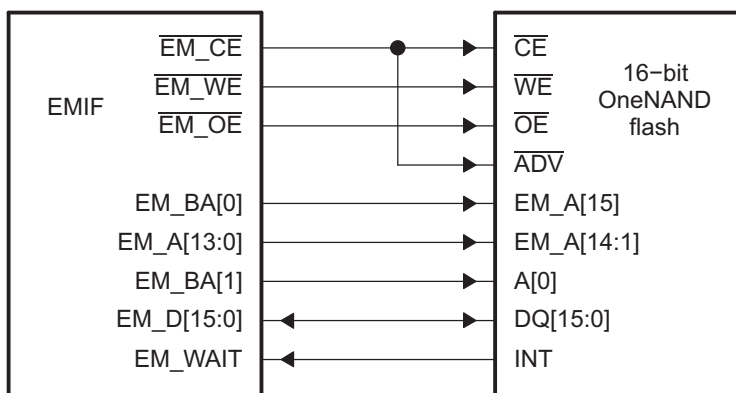 EM_CE
EM_WE
EMIF
EM_OE
EM_BA[0]
EM_A[13:0]
EM_BA[1]
EM_D[15:0]
EM_WAIT
CE
WE
OE
ADV
EM_A[15]
EM_A[14:1]
A[0]
DQ[15:0]
INT
16−bit
OneNAND
flash